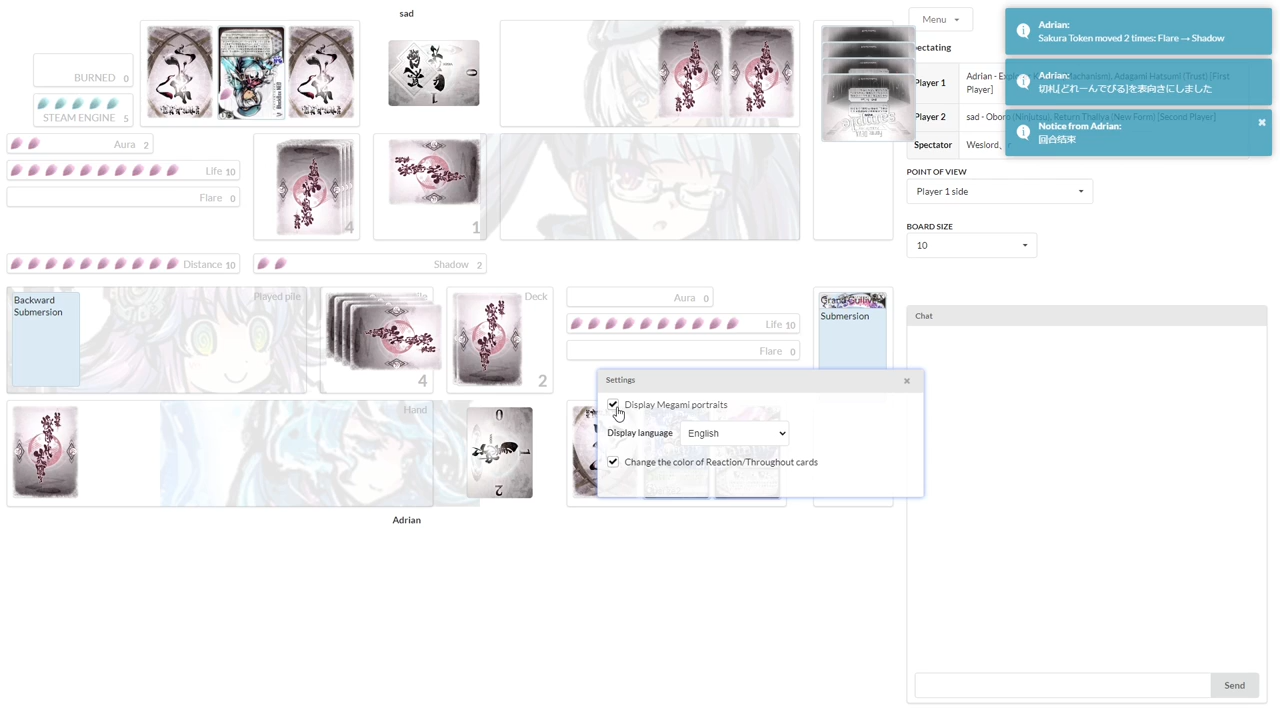 sad
Menu
Adrian:
Sakura Token moved 2 times: Flare → Shadow
Adrian:
切札[どれーんでびる]を表向きにしました
Notice from Adrian:
回合结束
BURNED 0
STEAM ENGINE 5
Aura 2
Life 10
Flare 0
4
1
Distance 10
Shadow 2
Player 1
Adrian
Adagami Hatsumi (Trust) [First Player]
Player 2
sad - Oboro (Ninjutsu), Return Thallya (New Form) [Second Player]
Spectator
Weslord,
POINT OF VIEW
Player 1 side
BOARD SIZE
10
Backward
Submersion
Played pile
4
Deck
2
Aura 0
Life 10
Flare 0
Submersion
Chat
Settings
Display Megami portraits
Display language
English
Change the color of Reaction/Throughout cards
Hand
0
1
2
Adrian
Send